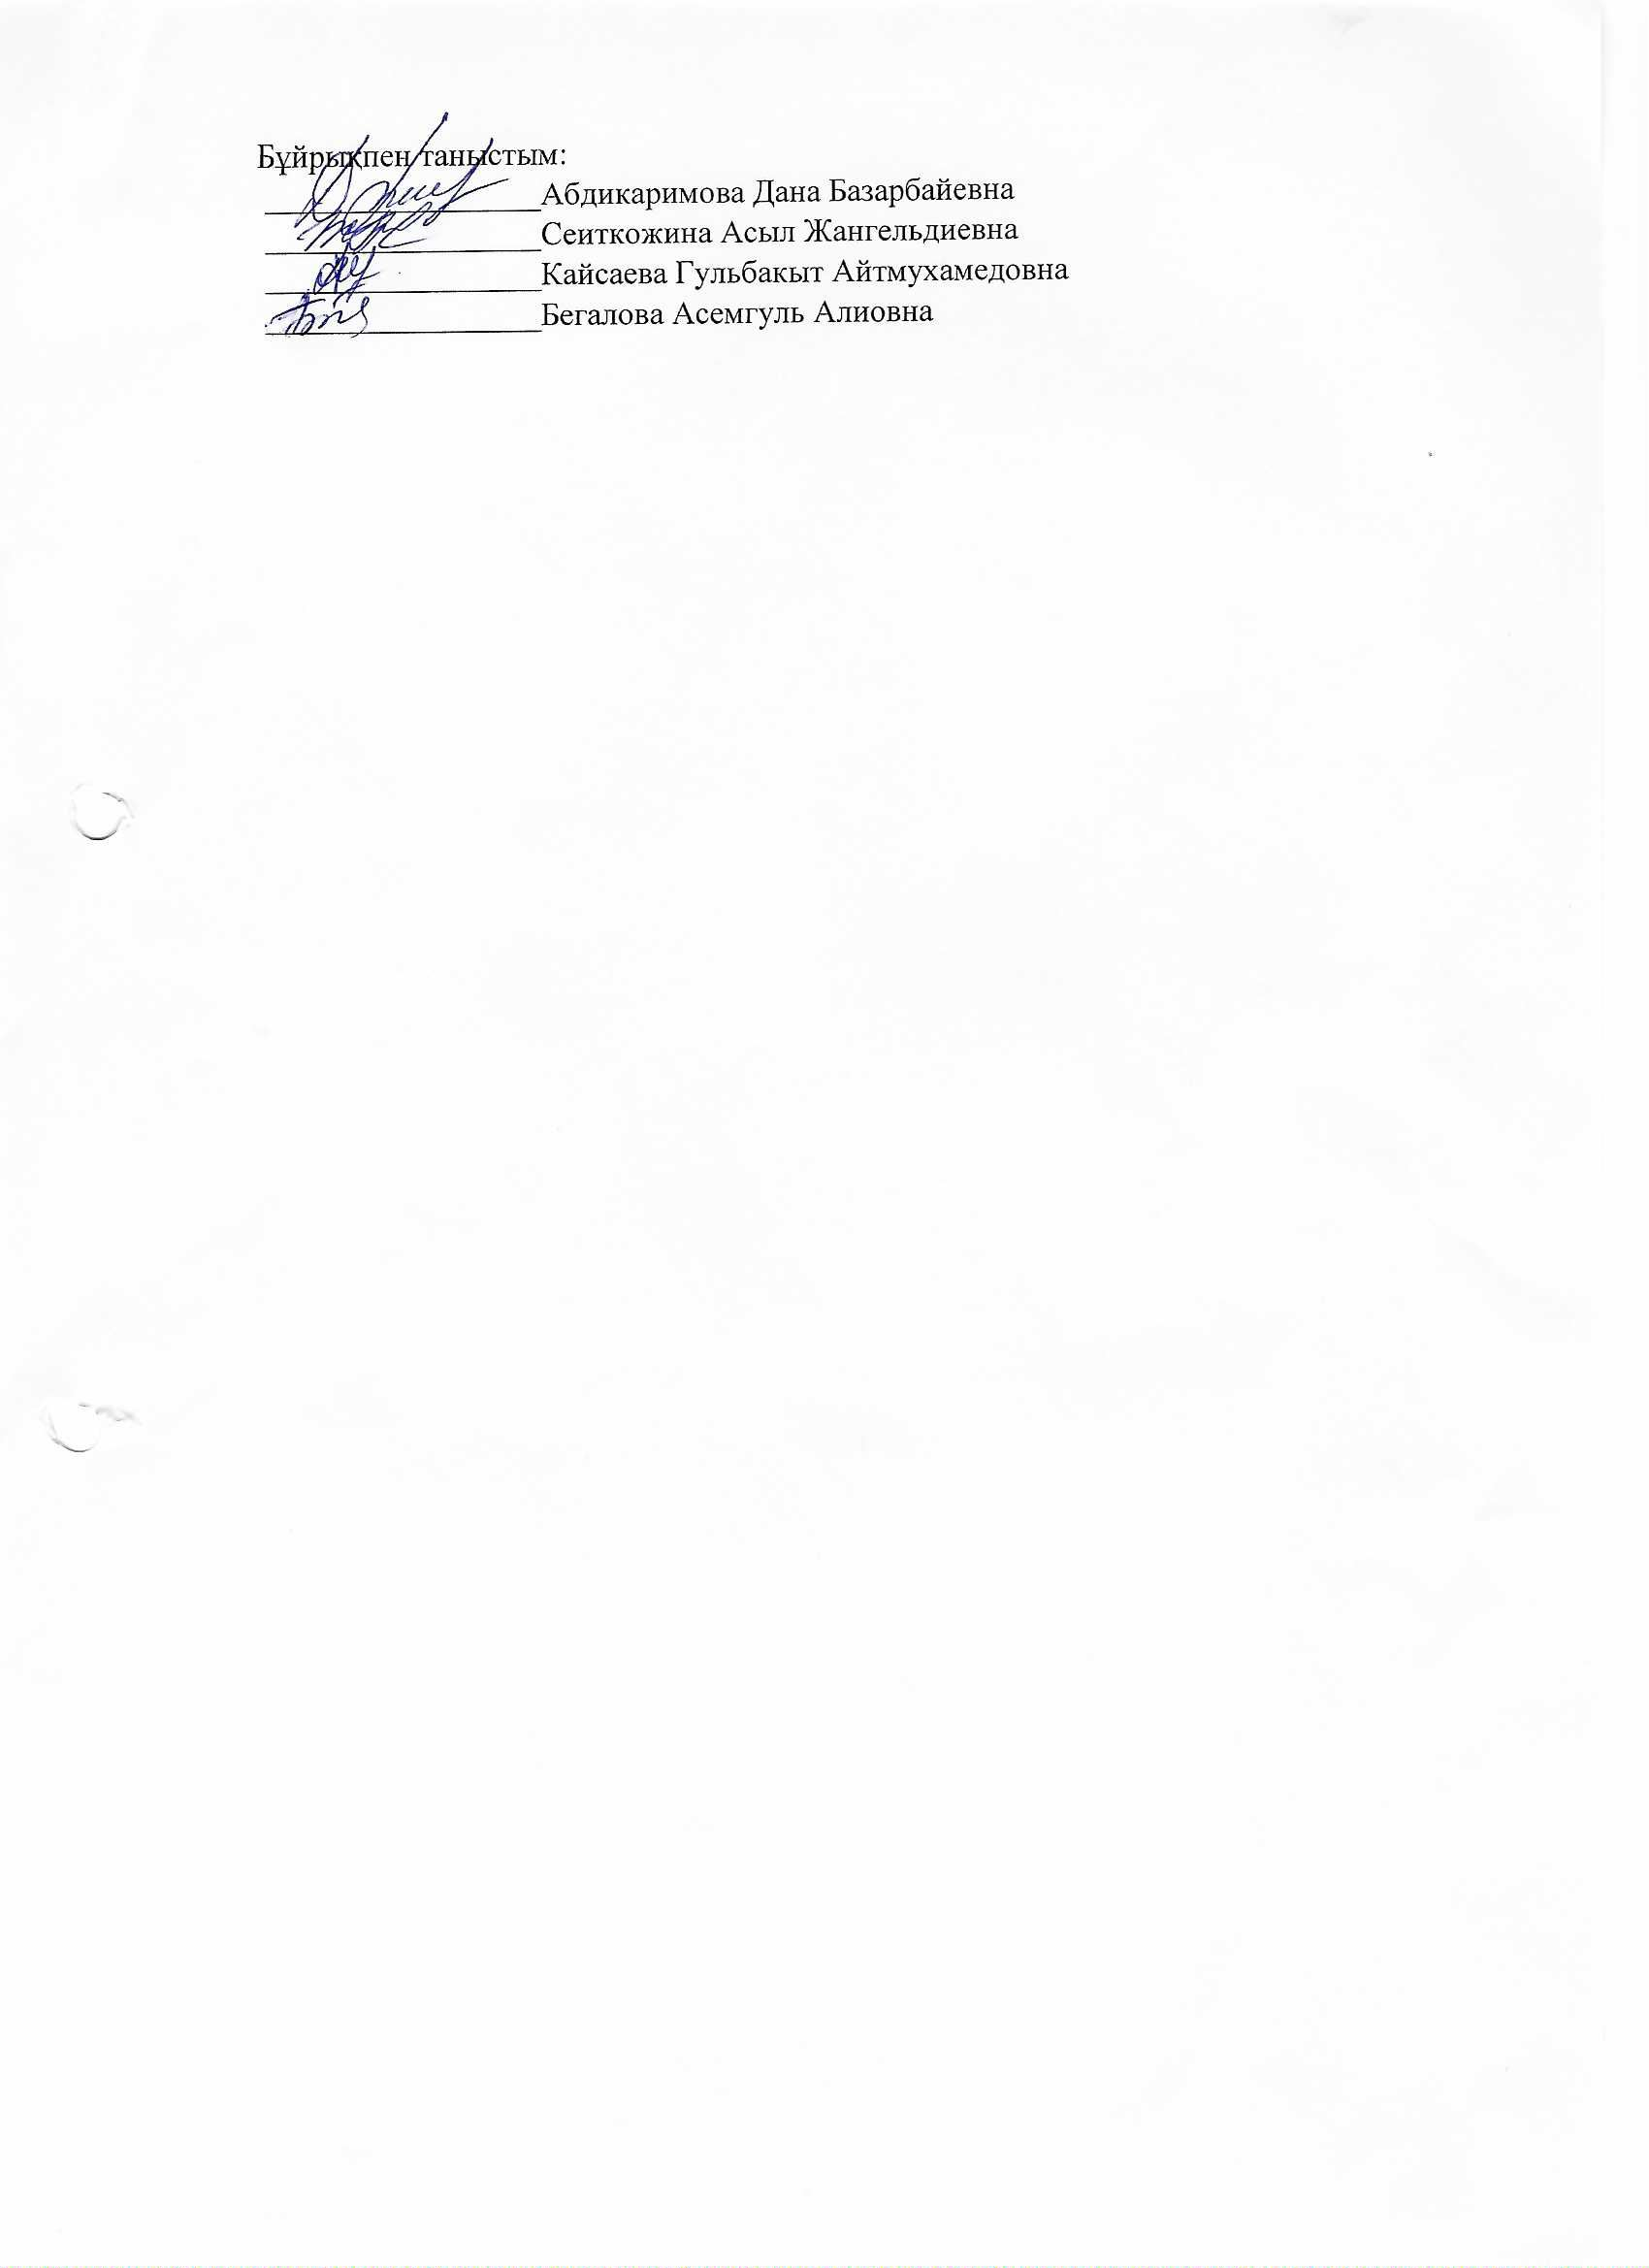 Бұйрықпен таныстым:
Абдикаримова Дана Базарбайевна
Сеиткожина Асыл Жангельдиевна
Кайсаева Гульбакыт Айтмухамедовна
Бегалова Асемгуль Алиовна